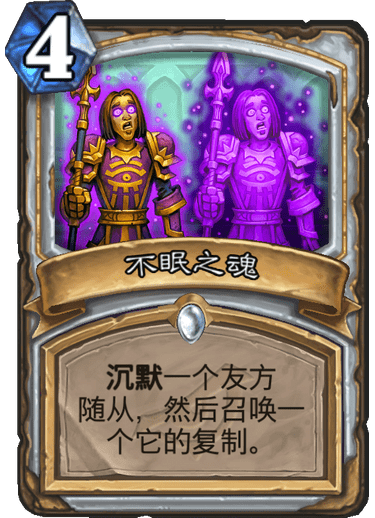 4
不眠之魂
沉默一个友方
随从，然后召唤一
个它的复制。